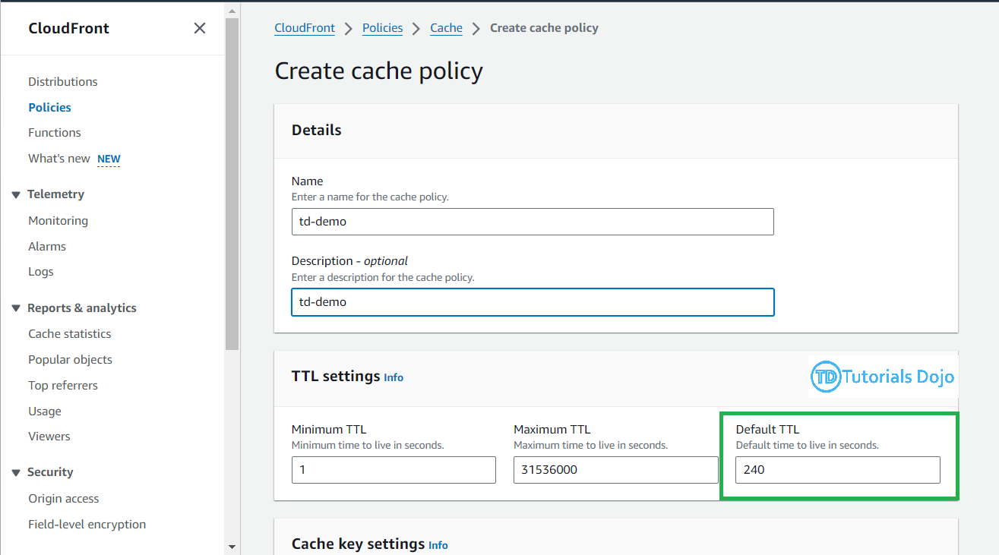 CloudFront
Distributions
Policies
Functions
What's new NEW
Telemetry
Monitoring
Alarms
Logs
Reports & analytics
Cache statistics
Popular objects
Top referrers
Usage
Viewers
Security
Origin access
Field-level encryption
CloudFront Policies Cache Create cache policy
Create cache policy
Details
Name
Enter a name for the cache policy.
td-demo
Description - optional
Enter a description for the cache policy.
td-demo
TTL settings Info
TD Tutorials Dojo
Minimum TTL
Minimum time to live in seconds.
1
Maximum TTL
Maximum time to live in seconds.
31536000
Default TTL
Default time to live in seconds.
240
Cache key settings Info